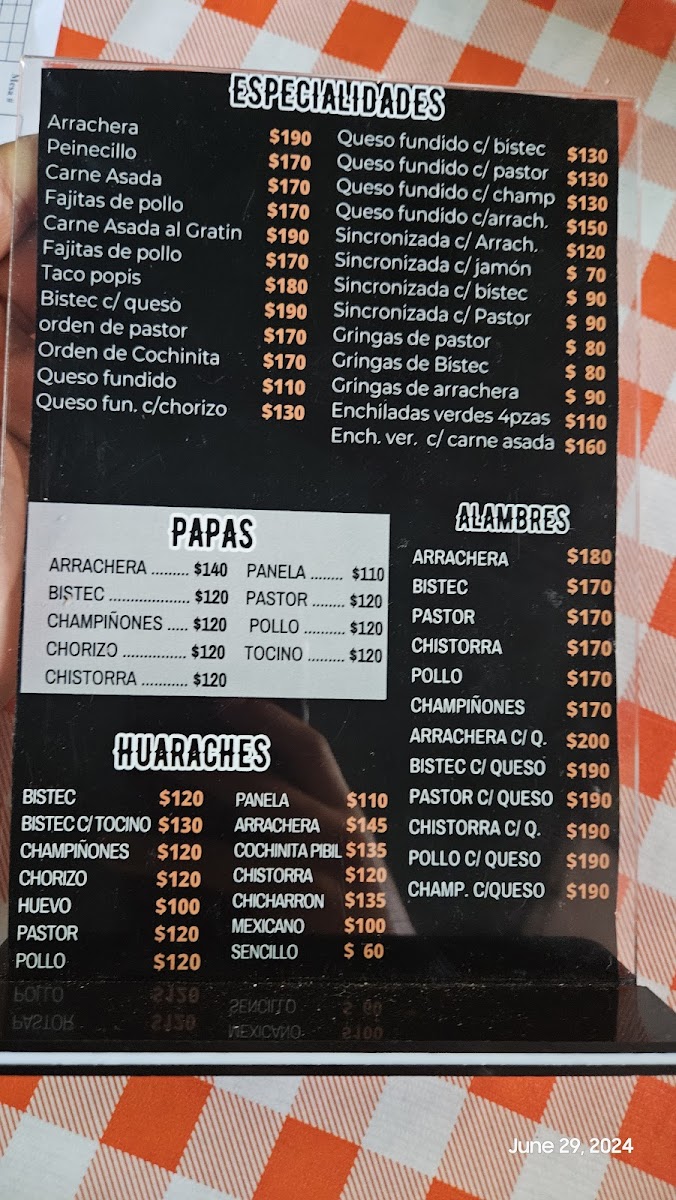 Mesa #
ESPECIALIDADES
Arrachera $190
Peinecillo $170
Carne Asada $170
Fajitas de pollo $170
Carne Asada al Gratin $190
Fajitas de pollo $170
Taco popis $180
Bistec c/ queso $190
orden de pastor $170
Orden de Cochinita $170
Queso fundido $110
Queso fun. c/chorizo $130
Queso fundido c/ bistec $130
Queso fundido c/ pastor $130
Queso fundido c/ champ $130
Queso fundido c/arrach. $150
Sincronizada c/ Arrach. $120
Sincronizada c/ jamón $ 70
Sincronizada c/ bistec $ 90
Sincronizada c/ Pastor $ 90
Gringas de pastor $ 80
Gringas de Bistec $ 80
Gringas de arrachera $ 90
Enchiladas verdes 4pzas $110
Ench. ver. c/ carne asada $160
PAPAS
ARRACHERA ......... $140
BISTEC ................... $120
CHAMPIÑONES ..... $120
CHORIZO ............... $120
CHISTORRA ........... $120
PANELA ........ $110
PASTOR ........ $120
POLLO .......... $120
TOCINO ......... $120
ALAMBRES
ARRACHERA $180
BISTEC $170
PASTOR $170
CHISTORRA $170
POLLO $170
CHAMPIÑONES $170
ARRACHERA C/ Q. $200
BISTEC C/ QUESO $190
PASTOR C/ QUESO $190
CHISTORRA C/ Q. $190
POLLO C/ QUESO $190
CHAMP. C/QUESO $190
HUARACHES
BISTEC $120
BISTEC C/ TOCINO $130
CHAMPIÑONES $120
CHORIZO $120
HUEVO $100
PASTOR $120
POLLO $120
PANELA $110
ARRACHERA $145
COCHINITA PIBIL $135
CHISTORRA $120
CHICHARRON $135
MEXICANO $100
SENCILLO $ 60
June 29, 2024